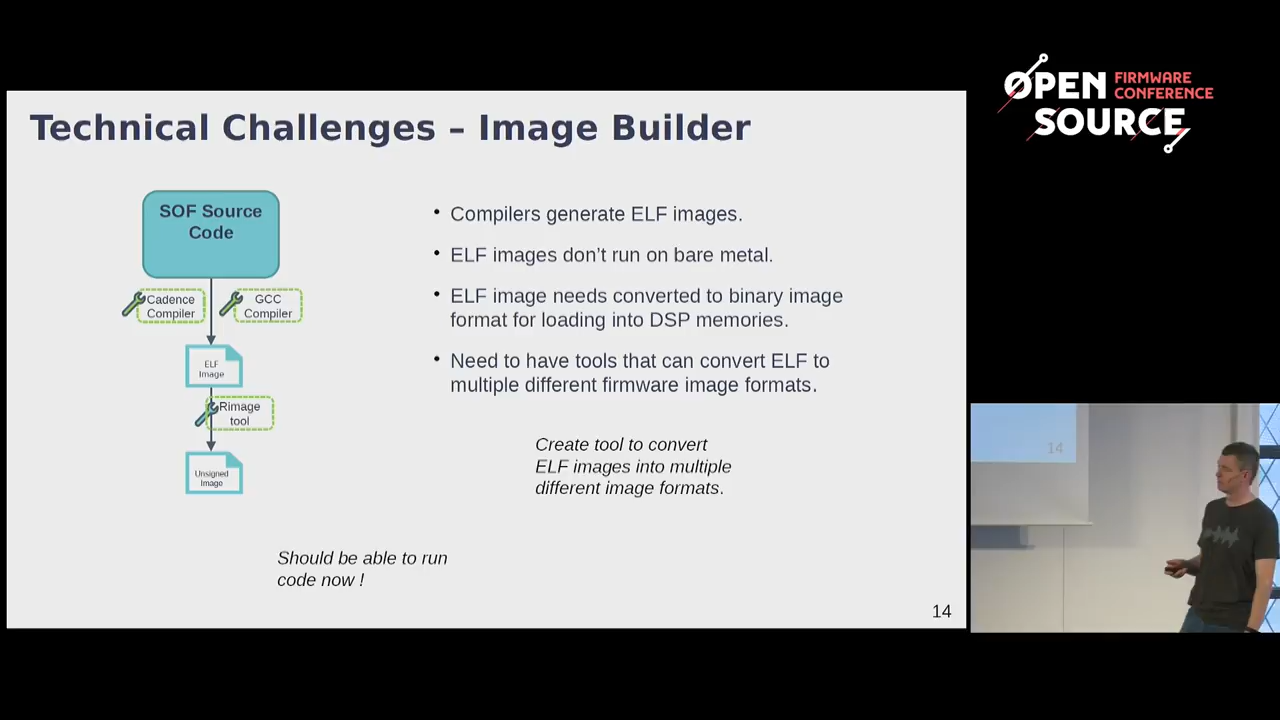 OPEN FIRMWARE
CONFERENCE
SOURCE
Technical Challenges – Image Builder
SOF Source
Code
Cadence
Compiler
GCC
Compiler
ELF
Image
Rimage
tool
Unsigned
Image
• Compilers generate ELF images.
• ELF images don’t run on bare metal.
• ELF image needs converted to binary image
format for loading into DSP memories.
• Need to have tools that can convert ELF to
multiple different firmware image formats.
Create tool to convert
ELF images into multiple
different image formats.
Should be able to run
code now !
14
14